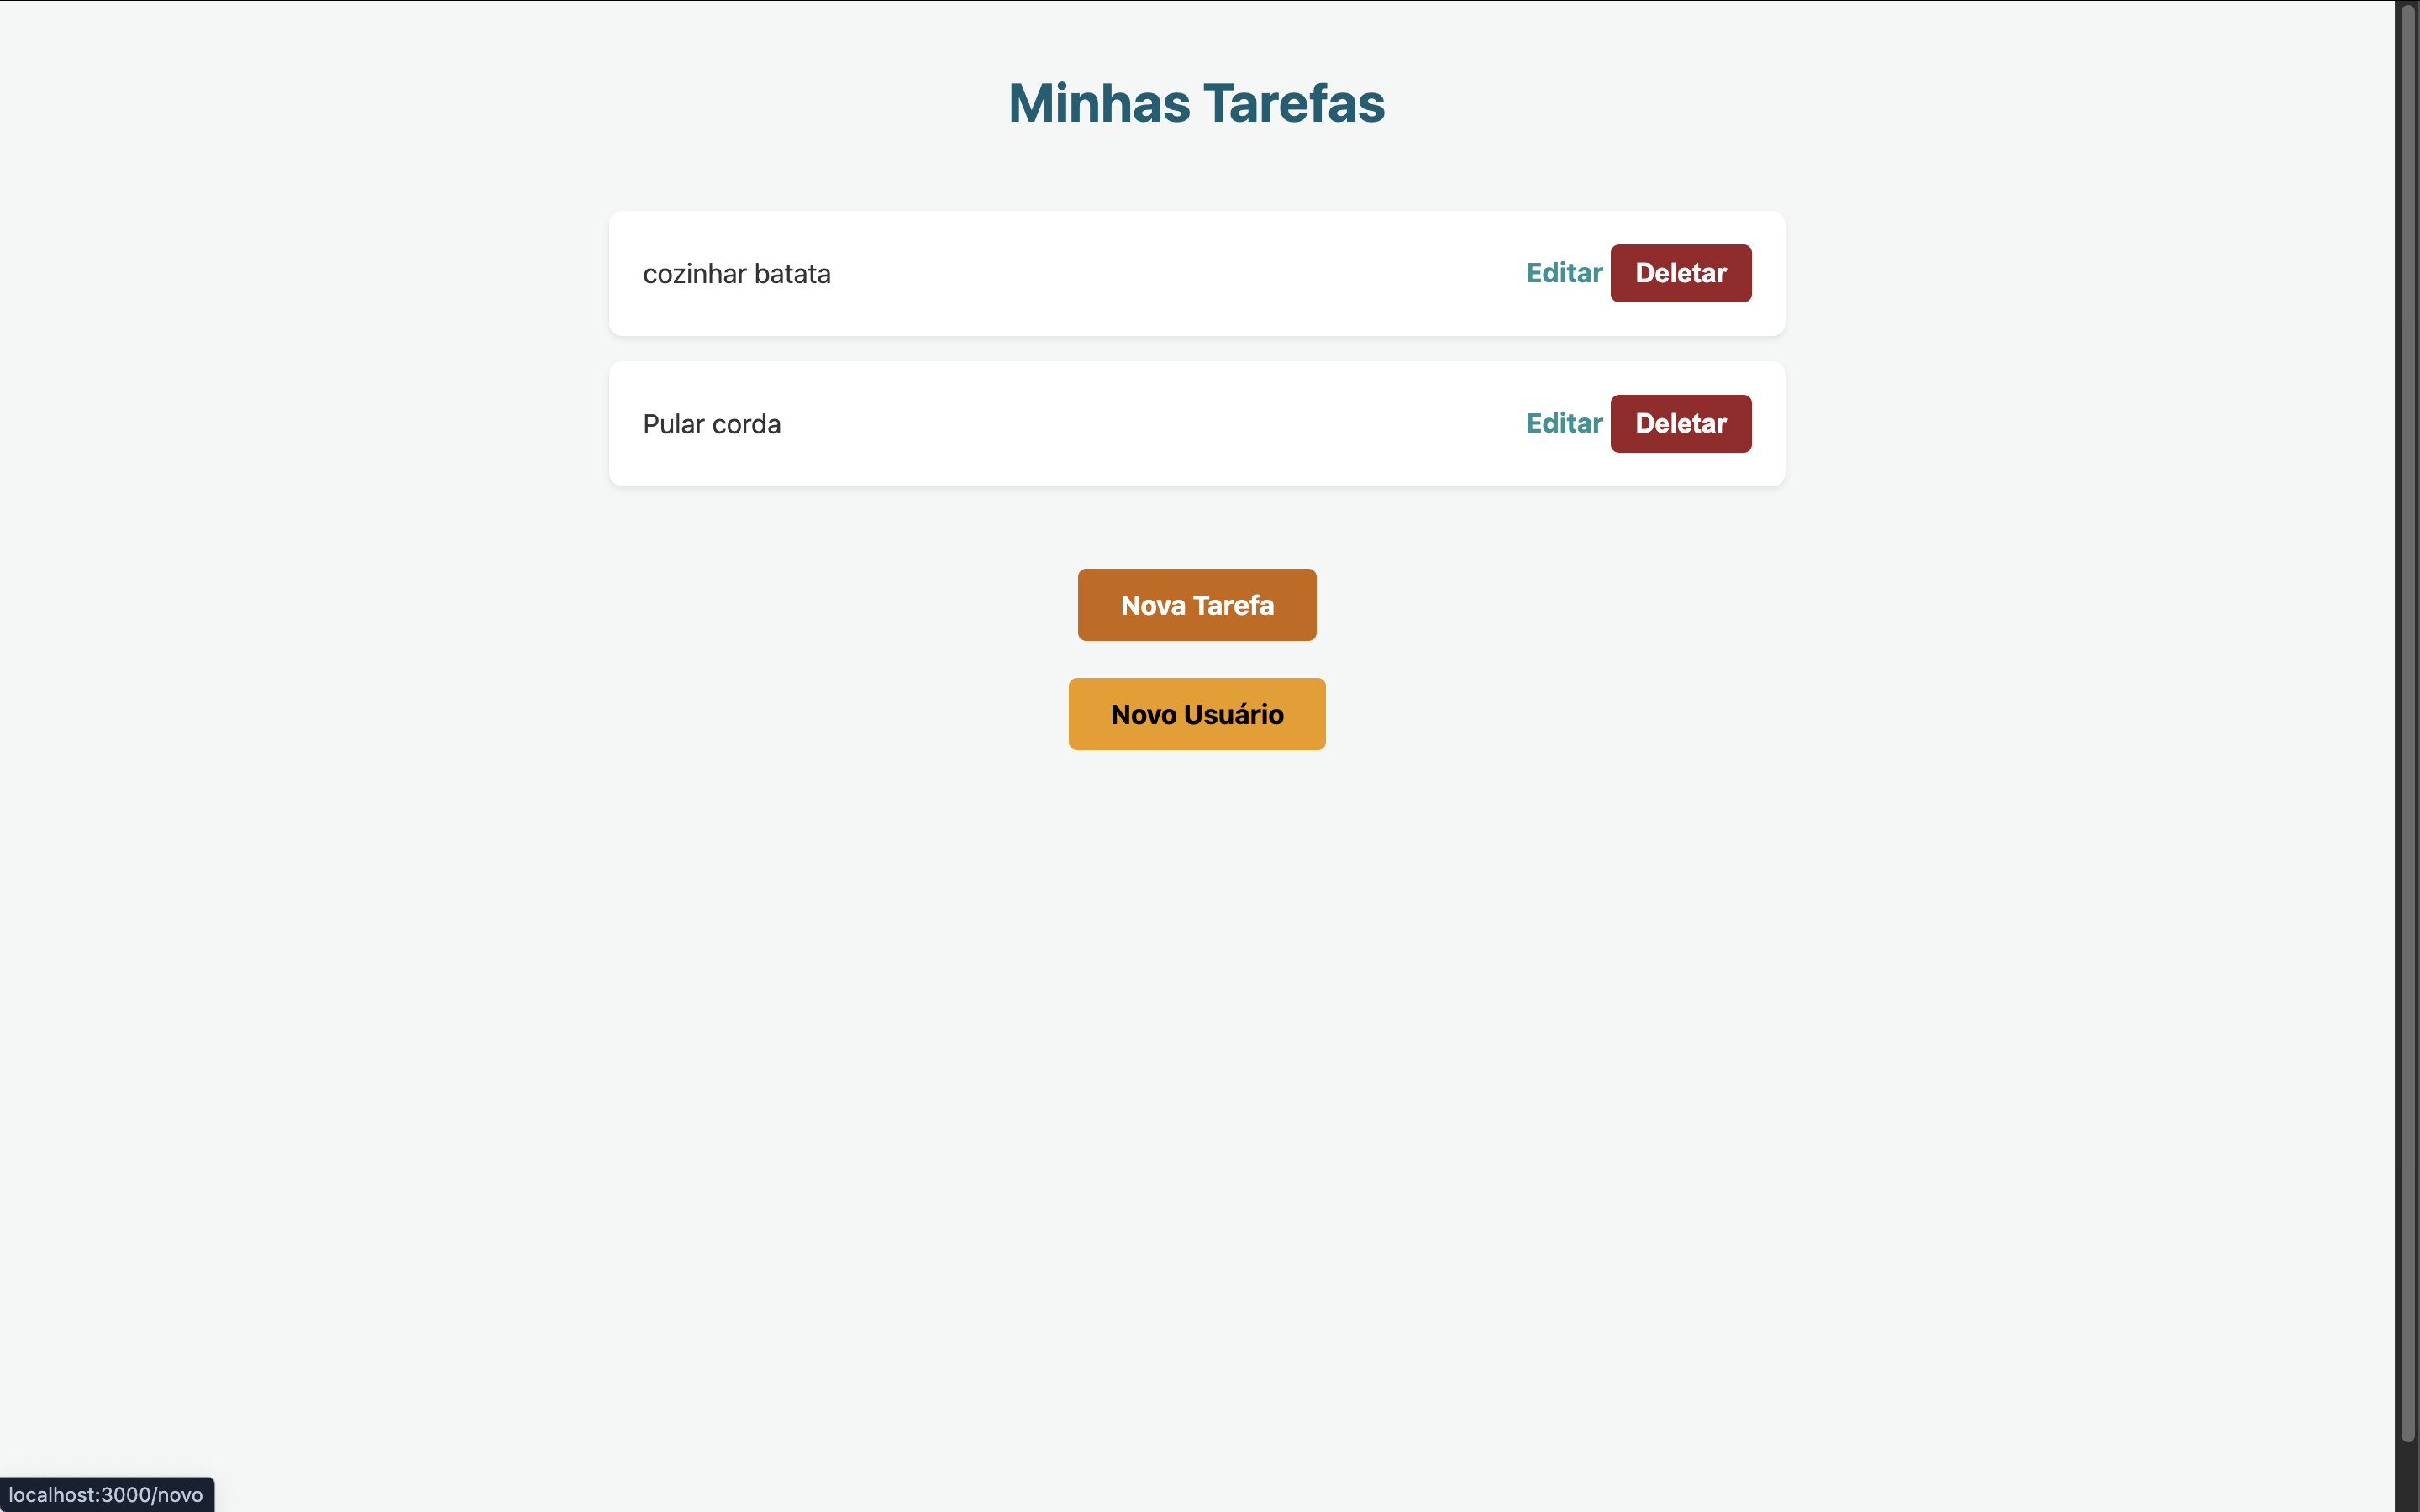 Minhas Tarefas
cozinhar batata Editar Deletar
Pular corda Editar Deletar
Nova Tarefa
Novo Usuário
localhost:3000/novo